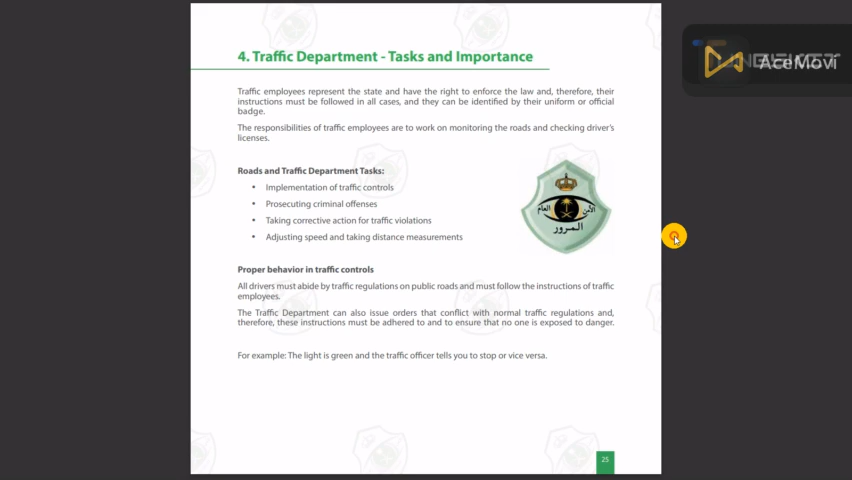 4. Traffic Department - Tasks and Importance
Traffic employees represent the state and have the right to enforce the law and, therefore, their
instructions must be followed in all cases, and they can be identified by their uniform or official
badge.
The responsibilities of traffic employees are to work on monitoring the roads and checking driver's
licenses.
Roads and Traffic Department Tasks:
• Implementation of traffic controls
• Prosecuting criminal offenses
• Taking corrective action for traffic violations
• Adjusting speed and taking distance measurements
الأمن العام
المرور
Proper behavior in traffic controls
All drivers must abide by traffic regulations on public roads and must follow the instructions of traffic
employees.
The Traffic Department can also issue orders that conflict with normal traffic regulations and,
therefore, these instructions must be adhered to and to ensure that no one is exposed to danger.
For example: The light is green and the traffic officer tells you to stop or vice versa.
25
AceMovi